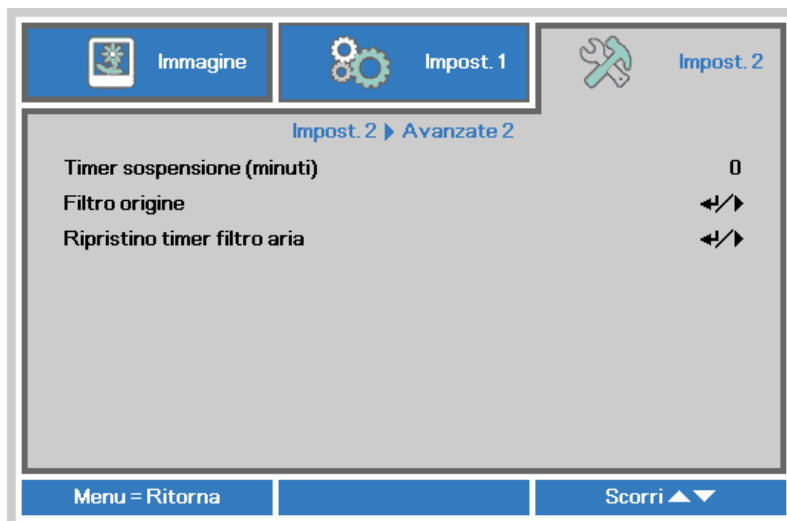 Immagine
Impost. 1
Impost. 2
Impost. 2 ▶ Avanzate 2
Timer sospensione (minuti) 0
Filtro origine ↵/▶
Ripristino timer filtro aria ↵/▶
Menu = Ritorna
Scorri ▲▼